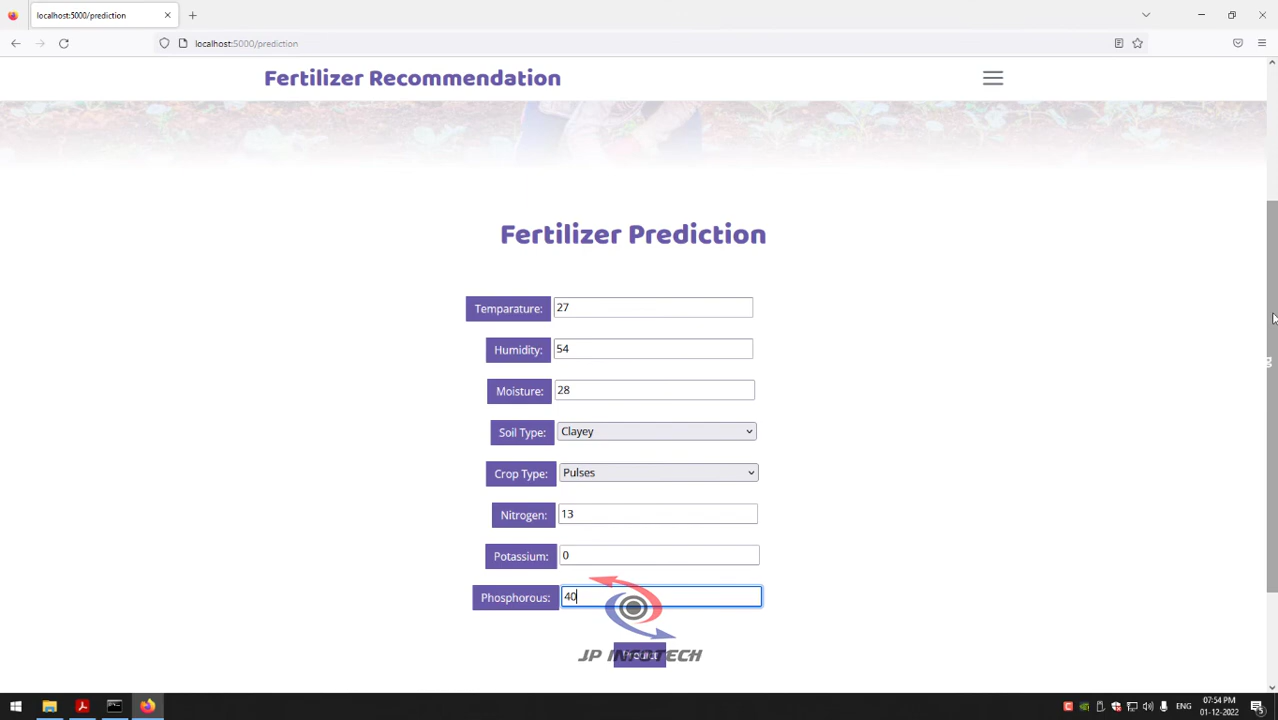 localhost:5000/prediction
localhost:5000/prediction
Fertilizer Recommendation
Fertilizer Prediction
Temparature: 27
Humidity: 54
Moisture: 28
Soil Type: Clayey
Crop Type: Pulses
Nitrogen: 13
Potassium: 0
Phosphorous: 40
JP INFOTECH
ENG
07:54 PM
01-12-2022
5